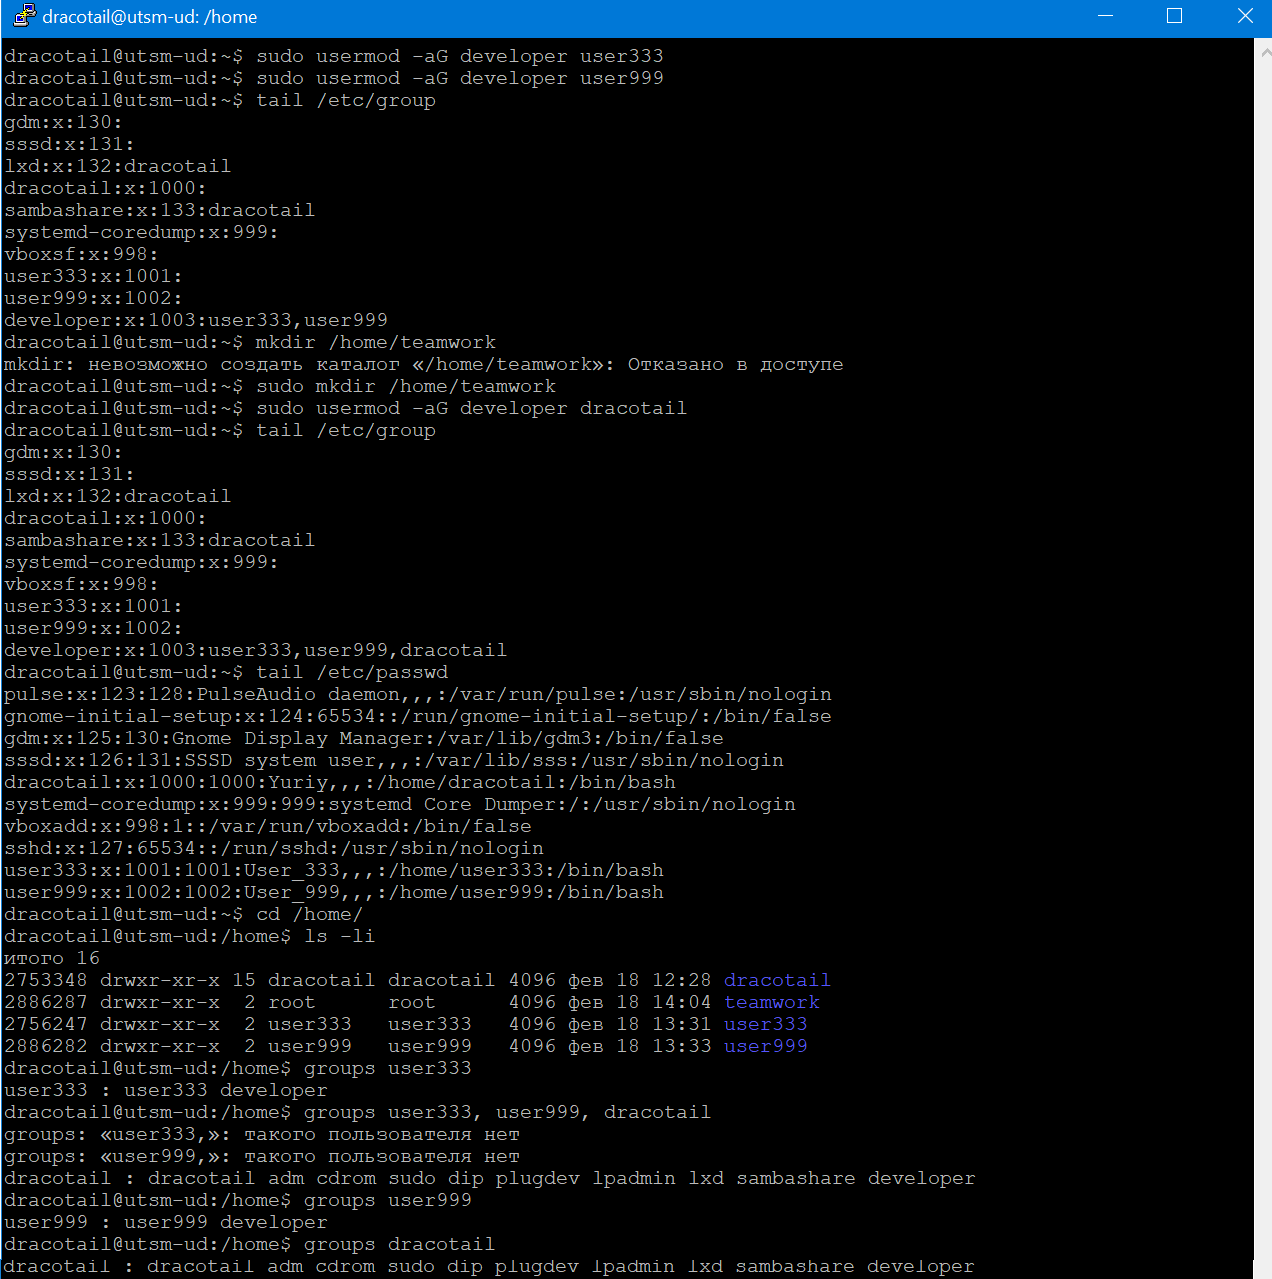 dracotail@utsm-ud: /home
dracotail@utsm-ud:~$ sudo usermod -aG developer user333
dracotail@utsm-ud:~$ sudo usermod -aG developer user999
dracotail@utsm-ud:~$ tail /etc/group
gdm:x:130:
sssd:x:131:
lxd:x:132:dracotail
dracotail:x:1000:
sambashare:x:133:dracotail
systemd-coredump:x:999:
vboxsf:x:998:
user333:x:1001:
user999:x:1002:
developer:x:1003:user333,user999
dracotail@utsm-ud:~$ mkdir /home/teamwork
mkdir: невозможно создать каталог «/home/teamwork»: Отказано в доступе
dracotail@utsm-ud:~$ sudo mkdir /home/teamwork
dracotail@utsm-ud:~$ sudo usermod -aG developer dracotail
dracotail@utsm-ud:~$ tail /etc/group
gdm:x:130:
sssd:x:131:
lxd:x:132:dracotail
dracotail:x:1000:
sambashare:x:133:dracotail
systemd-coredump:x:999:
vboxsf:x:998:
user333:x:1001:
user999:x:1002:
developer:x:1003:user333,user999,dracotail
dracotail@utsm-ud:~$ tail /etc/passwd
pulse:x:123:128:PulseAudio daemon,,,:/var/run/pulse:/usr/sbin/nologin
gnome-initial-setup:x:124:65534::/run/gnome-initial-setup/:/bin/false
gdm:x:125:130:Gnome Display Manager:/var/lib/gdm3:/bin/false
sssd:x:126:131:SSSD system user,,,:/var/lib/sss:/usr/sbin/nologin
dracotail:x:1000:1000:Yuriy,,,:/home/dracotail:/bin/bash
systemd-coredump:x:999:999:systemd Core Dumper:/:/usr/sbin/nologin
vboxadd:x:998:1::/var/run/vboxadd:/bin/false
sshd:x:127:65534::/run/sshd:/usr/sbin/nologin
user333:x:1001:1001:User_333,,,:/home/user333:/bin/bash
user999:x:1002:1002:User_999,,,:/home/user999:/bin/bash
dracotail@utsm-ud:~$ cd /home/
dracotail@utsm-ud:/home$ ls -li
итого 16
2753348 drwxr-xr-x 15 dracotail dracotail 4096 фев 18 12:28 dracotail
2886287 drwxr-xr-x  2 root      root      4096 фев 18 14:04 teamwork
2756247 drwxr-xr-x  2 user333   user333   4096 фев 18 13:31 user333
2886282 drwxr-xr-x  2 user999   user999   4096 фев 18 13:33 user999
dracotail@utsm-ud:/home$ groups user333
user333 : user333 developer
dracotail@utsm-ud:/home$ groups user333, user999, dracotail
groups: «user333,»: такого пользователя нет
groups: «user999,»: такого пользователя нет
dracotail : dracotail adm cdrom sudo dip plugdev lpadmin lxd sambashare developer
dracotail@utsm-ud:/home$ groups user999
user999 : user999 developer
dracotail@utsm-ud:/home$ groups dracotail
dracotail : dracotail adm cdrom sudo dip plugdev lpadmin lxd sambashare developer